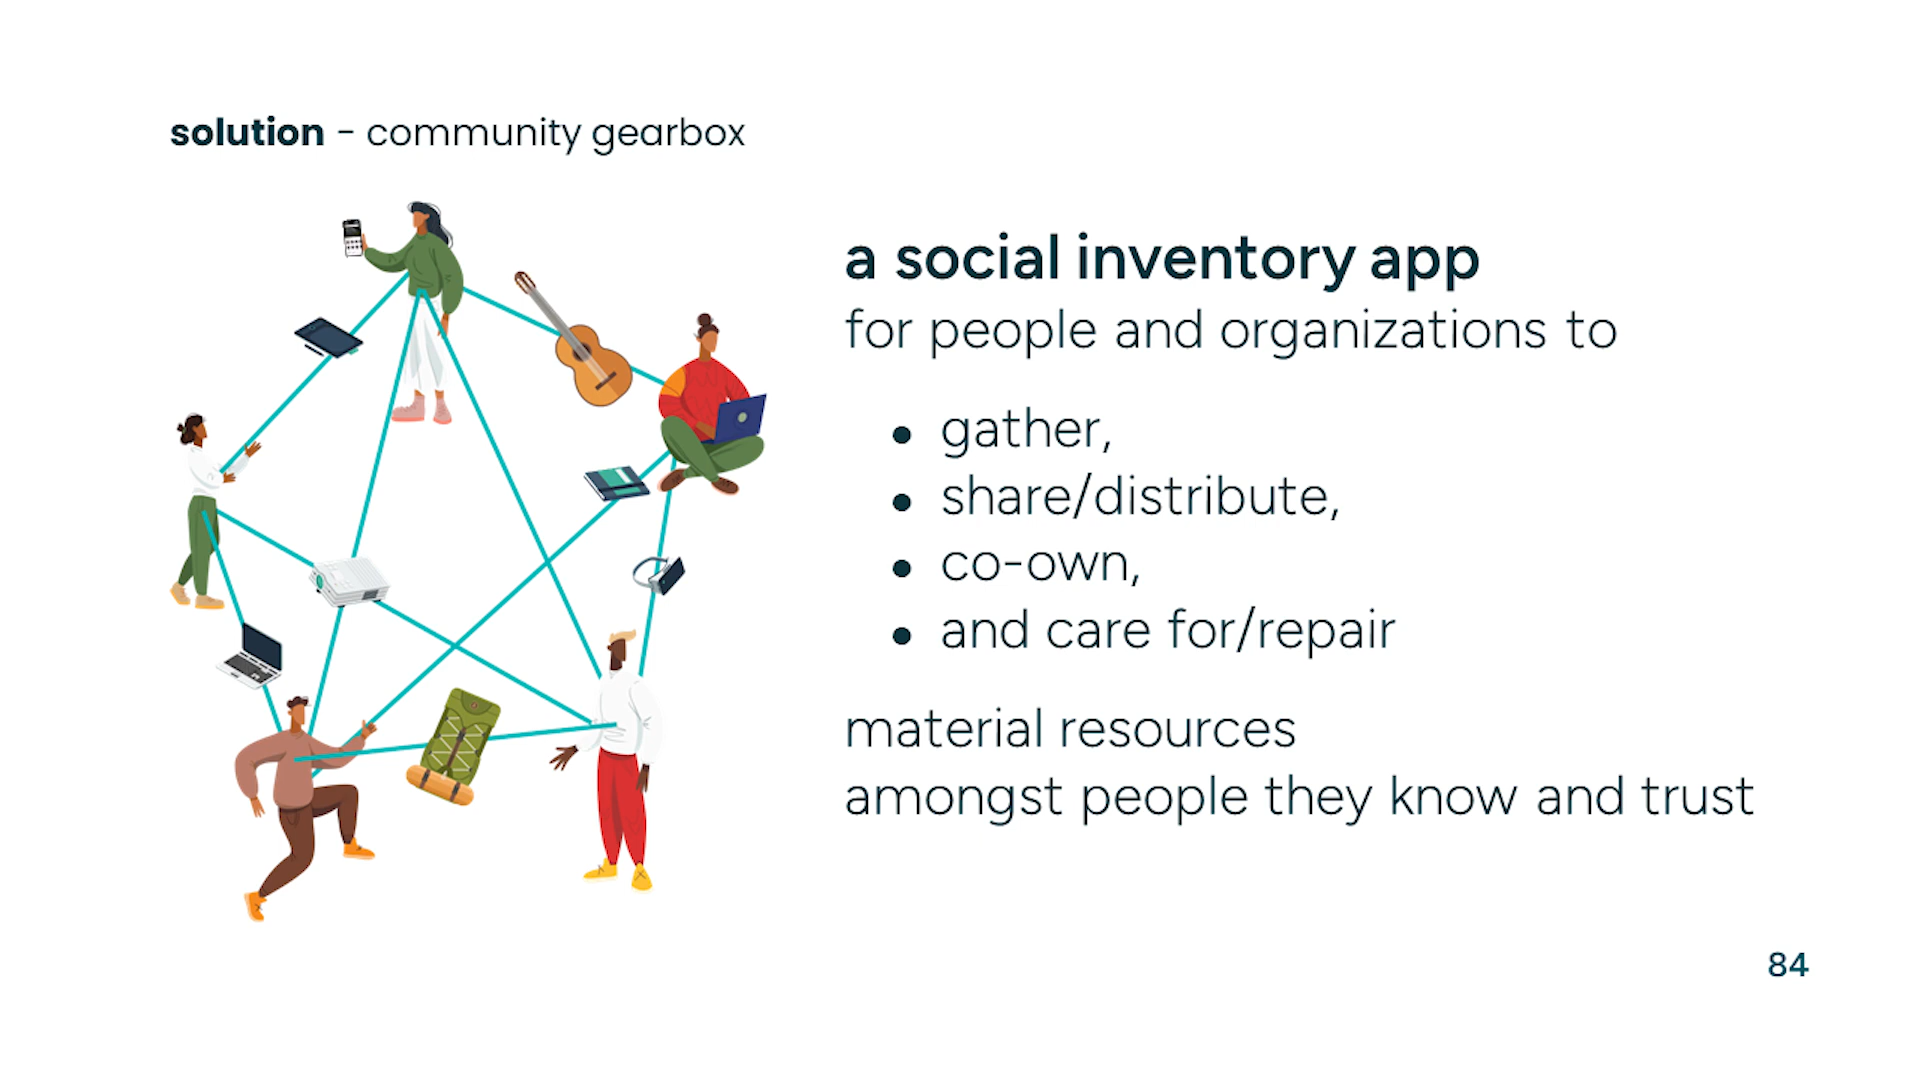 solution - community gearbox
a social inventory app
for people and organizations to
• gather,
• share/distribute,
• co-own,
• and care for/repair
material resources
amongst people they know and trust
84